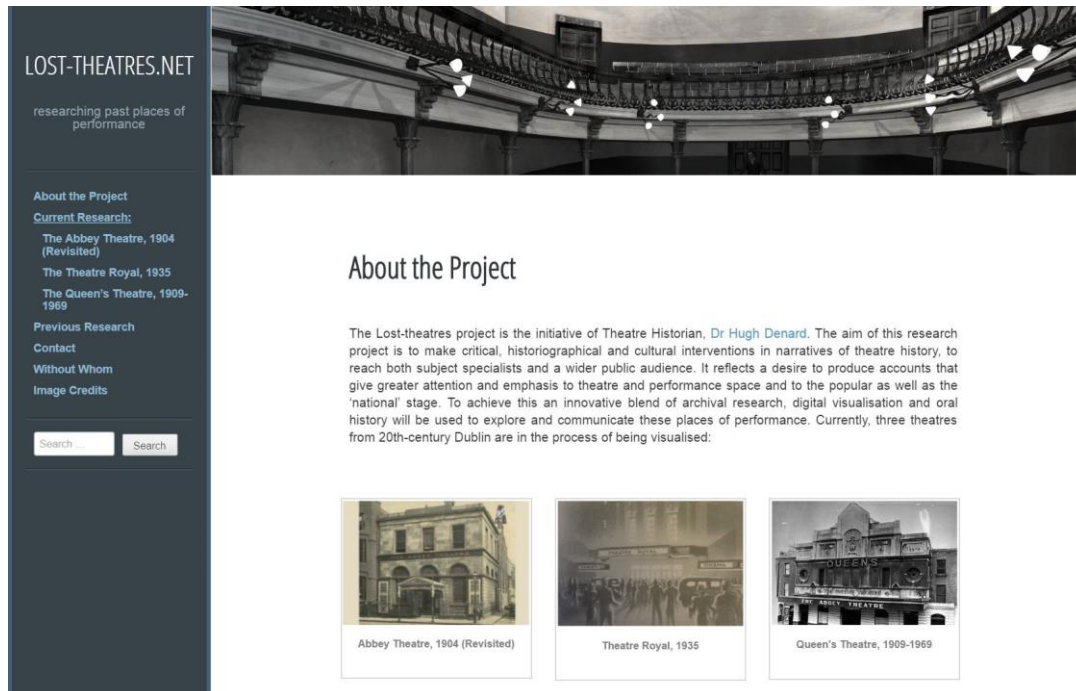 LOST-THEATRES.NET
researching past places of
performance
About the Project
Current Research:
The Abbey Theatre, 1904
(Revisited)
The Theatre Royal, 1935
The Queen's Theatre, 1909-
1969
Previous Research
Contact
Without Whom
Image Credits
Search ...
Search
About the Project
The Lost-theatres project is the initiative of Theatre Historian, Dr Hugh Denard. The aim of this research
project is to make critical, historiographical and cultural interventions in narratives of theatre history, to
reach both subject specialists and a wider public audience. It reflects a desire to produce accounts that
give greater attention and emphasis to theatre and performance space and to the popular as well as the
‘national’ stage. To achieve this an innovative blend of archival research, digital visualisation and oral
history will be used to explore and communicate these places of performance. Currently, three theatres
from 20th-century Dublin are in the process of being visualised:
THEATRE ROYAL
QUEENS
THE ABBEY THEATRE
Abbey Theatre, 1904 (Revisited)
Theatre Royal, 1935
Queen's Theatre, 1909-1969